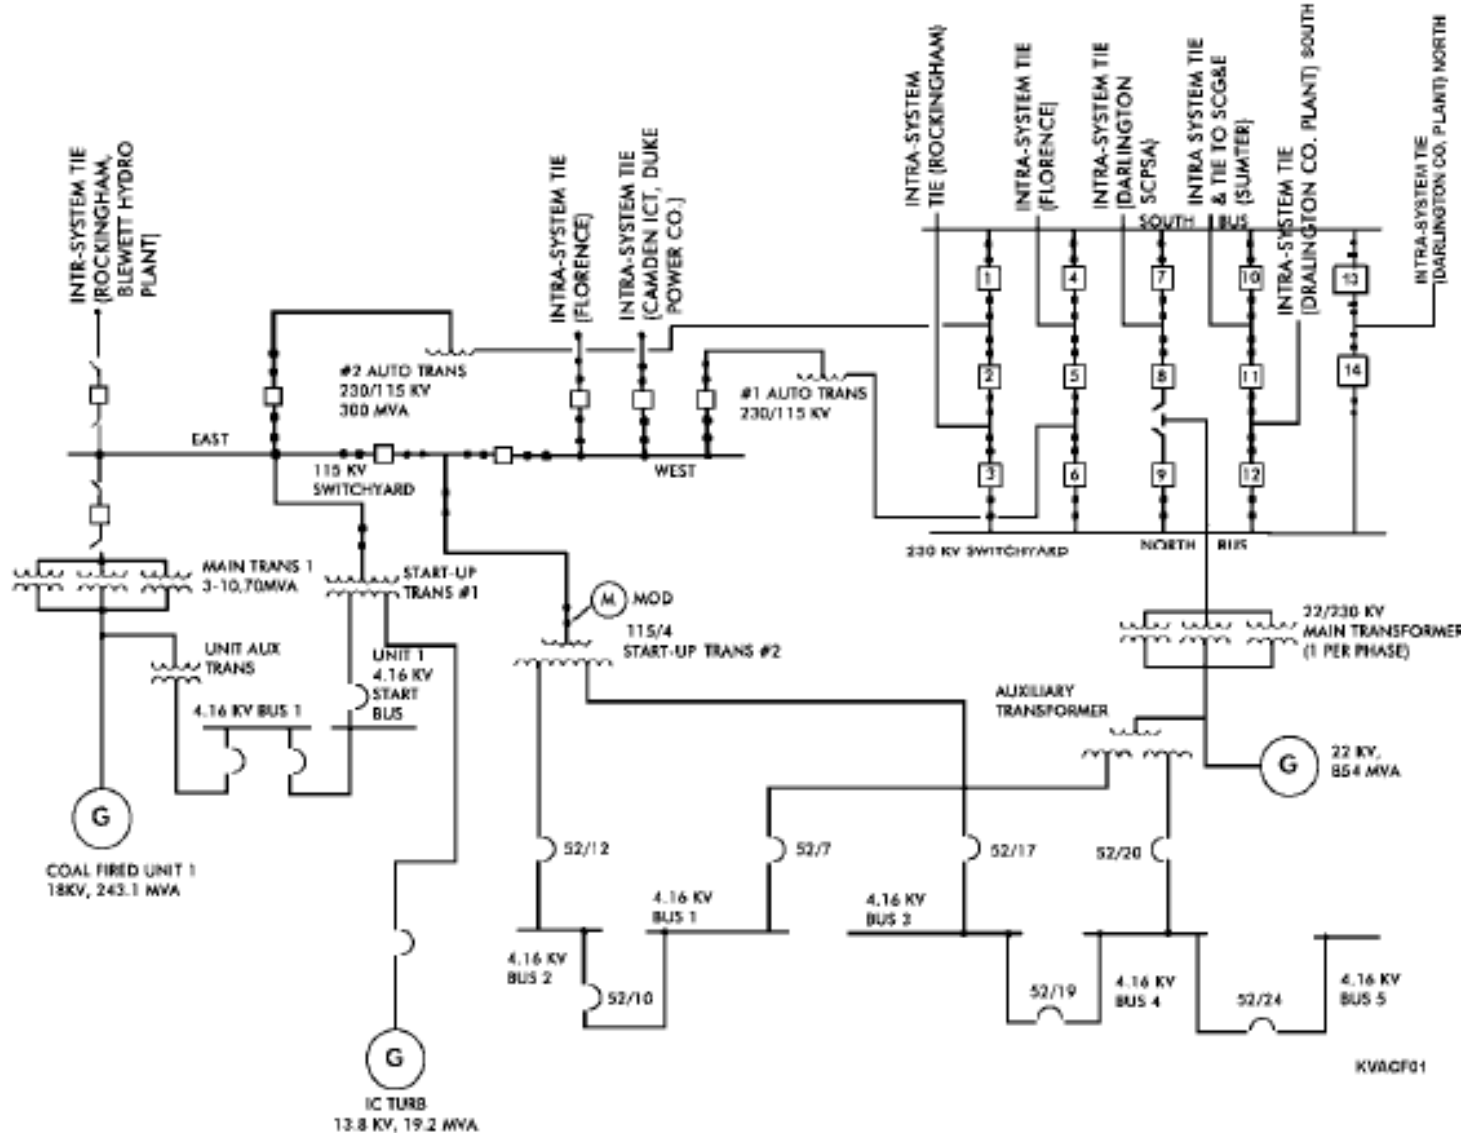 INTR-SYSTEM TIE
(ROCKINGHAM,
BLEWETT HYDRO
PLANT)
INTRA-SYSTEM TIE
(FLORENCE)
INTRA-SYSTEM TIE
(CAMDEN ICT, DUKE
POWER CO.)
INTRA-SYSTEM
TIE (ROCKINGHAM)
INTRA-SYSTEM TIE
(FLORENCE)
INTRA-SYSTEM TIE
(DARLINGTON
SCPSA)
INTRA SYSTEM TIE
& TIE TO SCG&E
(SUMTER)
INTRA-SYSTEM TIE
(DRALINGTON CO. PLANT) SOUTH
INTRA-SYSTEM TIE
(DARLINGTON CO, PLANT) NORTH
SOUTH BUS
1
4
7
10
13
2
5
8
11
14
3
6
9
12
230 KV SWITCHYARD
NORTH BUS
#2 AUTO TRANS
230/115 KV
300 MVA
#1 AUTO TRANS
230/115 KV
EAST
115 KV
SWITCHYARD
WEST
MAIN TRANS 1
3-10,70MVA
START-UP
TRANS #1
M
MOD
115/4
START-UP TRANS #2
22/230 KV
MAIN TRANSFORMER
(1 PER PHASE)
UNIT AUX
TRANS
UNIT 1
4.16 KV
START
BUS
4.16 KV BUS 1
AUXILIARY
TRANSFORMER
G
22 KV,
854 MVA
G
COAL FIRED UNIT 1
18KV, 243.1 MVA
52/12
52/7
52/17
52/20
4.16 KV
BUS 1
4.16 KV
BUS 3
4.16 KV
BUS 2
52/10
52/19
4.16 KV
BUS 4
52/24
4.16 KV
BUS 5
G
IC TURB
13.8 KV, 19.2 MVA
KVAGF01